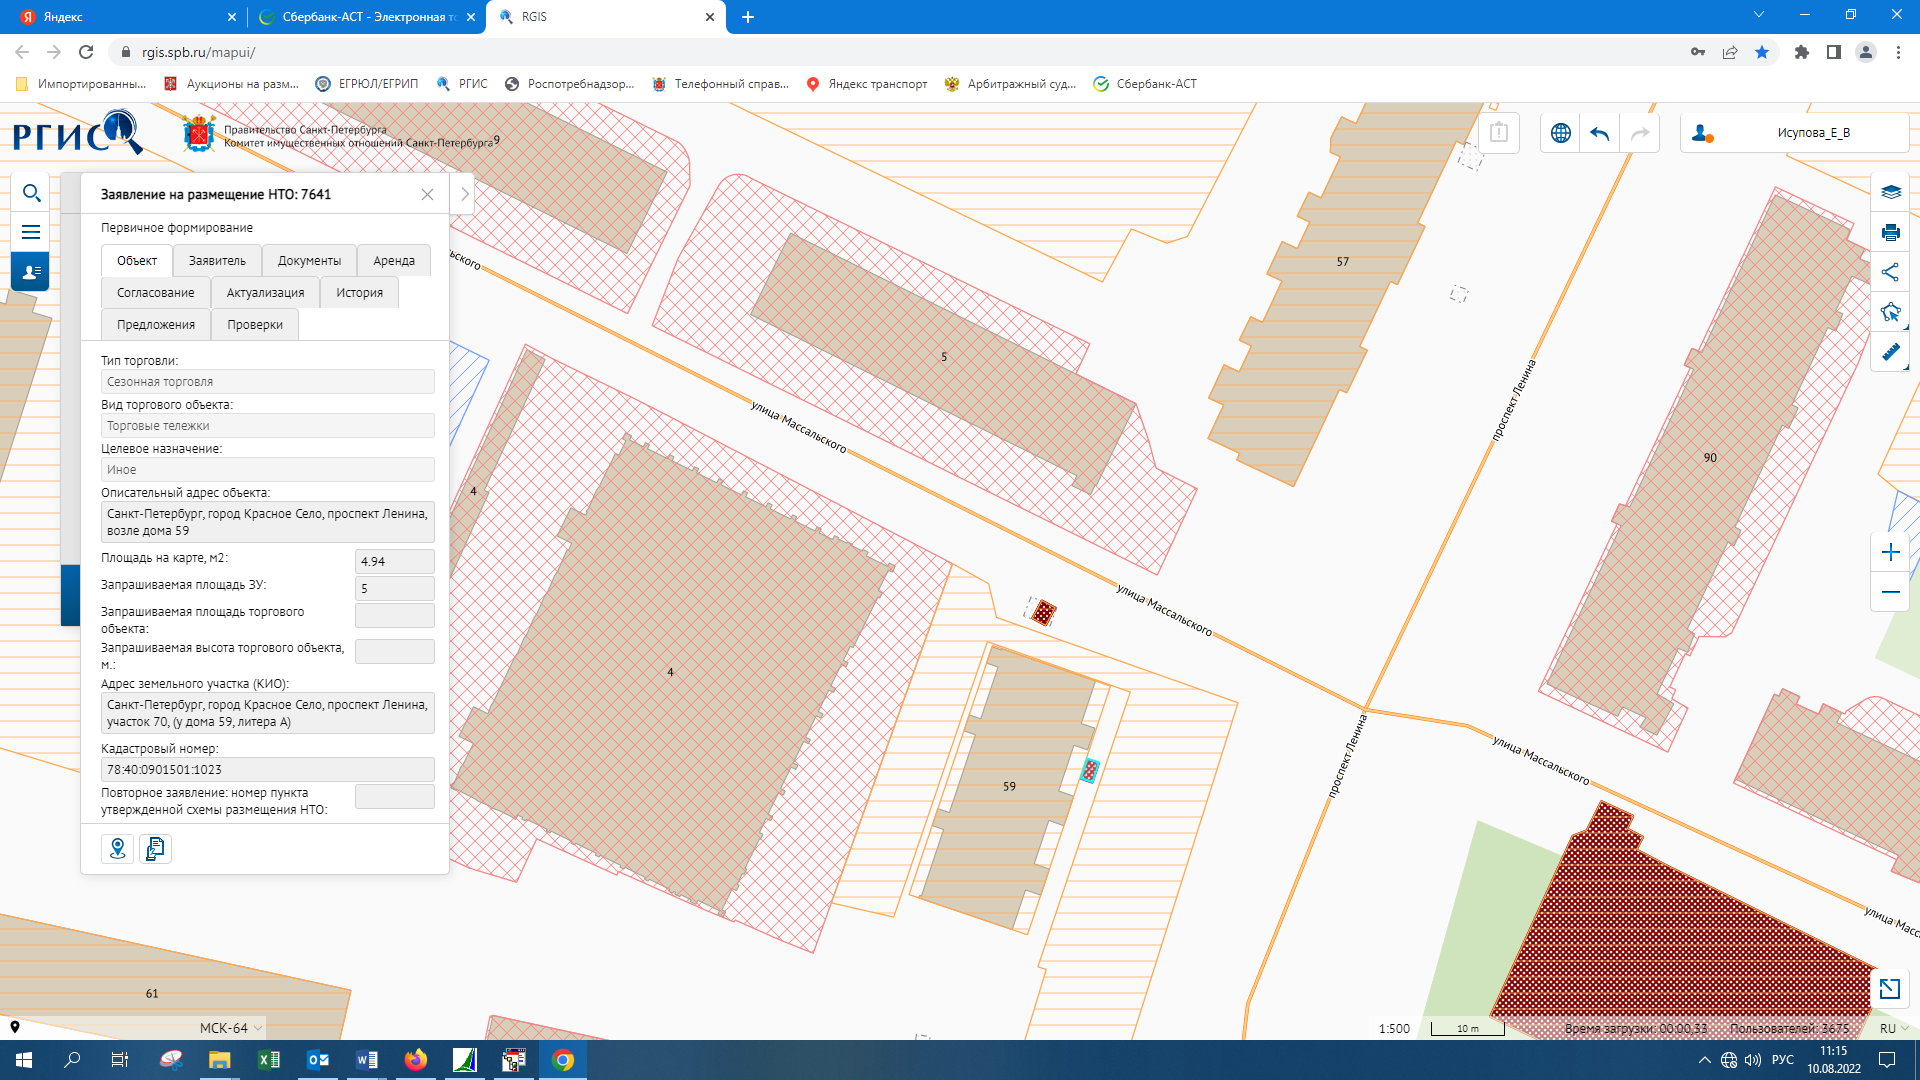 Яндекс
Сбербанк-АСТ - Электронная то
RGIS
rgis.spb.ru/mapui/
Импортированны...
Аукционы на разм...
ЕГРЮЛ/ЕГРИП
РГИС
Роспотребнадзор...
Телефонный справ...
Яндекс транспорт
Арбитражный суд...
Сбербанк-АСТ
РГИС
Правительство Санкт-Петербурга
Комитет имущественных отношений Санкт-Петербурга
9
Исупова_Е_В
Заявление на размещение НТО: 7641
Первичное формирование
Объект
Заявитель
Документы
Аренда
Согласование
Актуализация
История
Предложения
Проверки
Тип торговли:
Сезонная торговля
Вид торгового объекта:
Торговые тележки
Целевое назначение:
Иное
Описательный адрес объекта:
Санкт-Петербург, город Красное Село, проспект Ленина,
возле дома 59
Площадь на карте, м2:
4.94
Запрашиваемая площадь ЗУ:
5
Запрашиваемая площадь торгового
объекта:
Запрашиваемая высота торгового объекта,
м.:
Адрес земельного участка (КИО):
Санкт-Петербург, город Красное Село, проспект Ленина,
участок 70, (у дома 59, литера А)
Кадастровый номер:
78:40:0901501:1023
Повторное заявление: номер пункта
утвержденной схемы размещения НТО:
ьского
57
5
проспект Ленина
улица Массальского
90
4
улица Массальского
4
59
проспект Ленина
улица Массальского
улица Масс
61
МСК-64
1:500
10 m
Время загрузки: 00:00,33
Пользователей: 3675
RU
РУС
11:15
10.08.2022